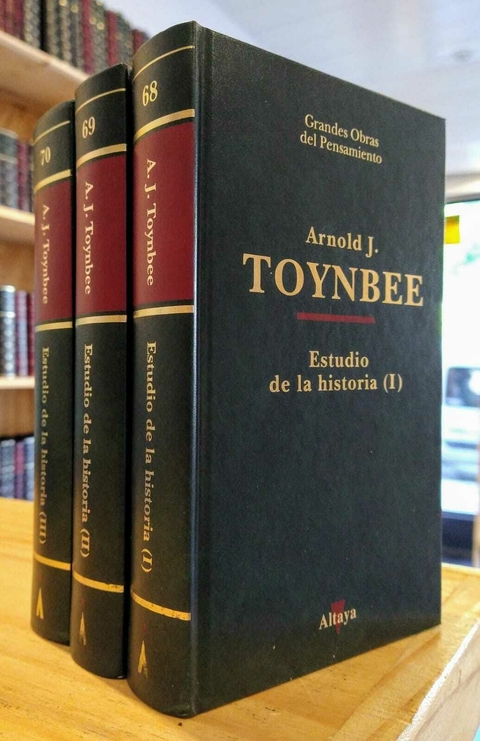 70
A. J. Toynbee
Estudio de la historia (III)
69
A. J. Toynbee
Estudio de la historia (II)
68
A. J. Toynbee
Estudio de la historia (I)
Grandes Obras
del Pensamiento
Arnold J.
TOYNBEE
Estudio
de la historia (I)
Altaya